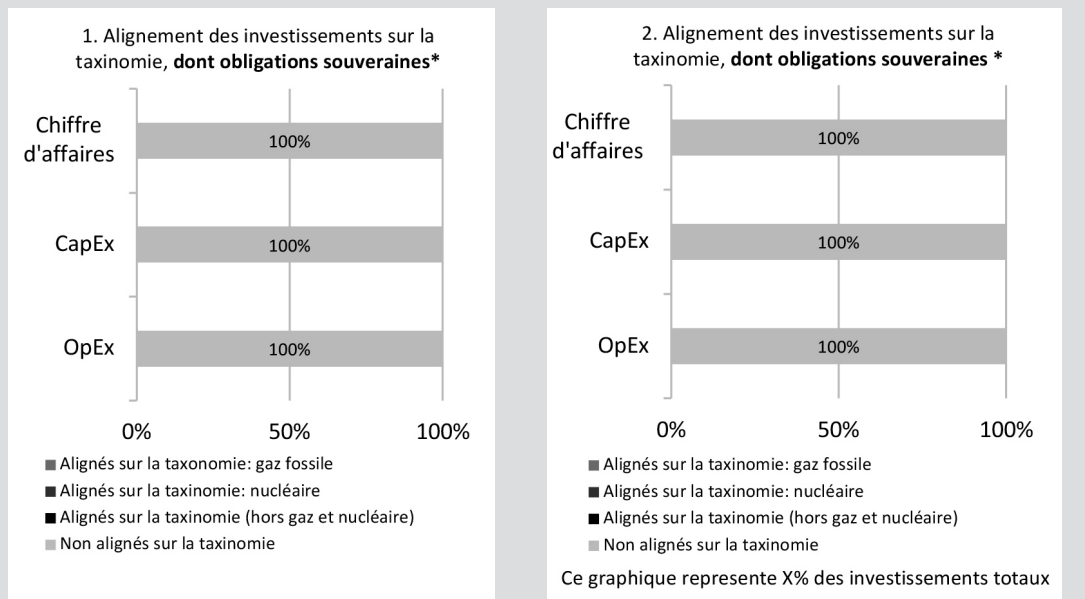 1. Alignement des investissements sur la
taxinomie, dont obligations souveraines*
Chiffre
d'affaires
100%
CapEx
100%
OpEx
100%
0% 50% 100%
Alignés sur la taxonomie: gaz fossile
Alignés sur la taxinomie: nucléaire
Alignés sur la taxinomie (hors gaz et nucléaire)
Non alignés sur la taxinomie
2. Alignement des investissements sur la
taxinomie, dont obligations souveraines *
Chiffre
d'affaires
100%
CapEx
100%
OpEx
100%
0% 50% 100%
Alignés sur la taxinomie: gaz fossile
Alignés sur la taxinomie: nucléaire
Alignés sur la taxinomie (hors gaz et nucléaire)
Non alignés sur la taxinomie
Ce graphique represente X% des investissements totaux